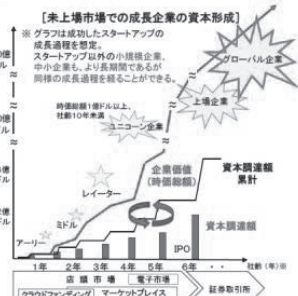 [未上場市場での成長企業の資本形成]
※ グラフは成功したスタートアップの
成長過程を想定。
スタートアップ以外の小規模企業、
中小企業も、より長期間であるが
同様の成長過程を経ることができる。
グローバル企業
上場企業
時価総額1億ドル以上、
社齢10年未満
ユニコーン企業
企業価値
(時価総額)
資本調達額
累計
レイーター
ミドル
アーリー
資本調達額
IPO
1年 2年 3年 4年 5年 6年 ・・ 社齢(年)※
店頭市場 電子市場
クラウドファンディング マーケットプレイス
証券取引所